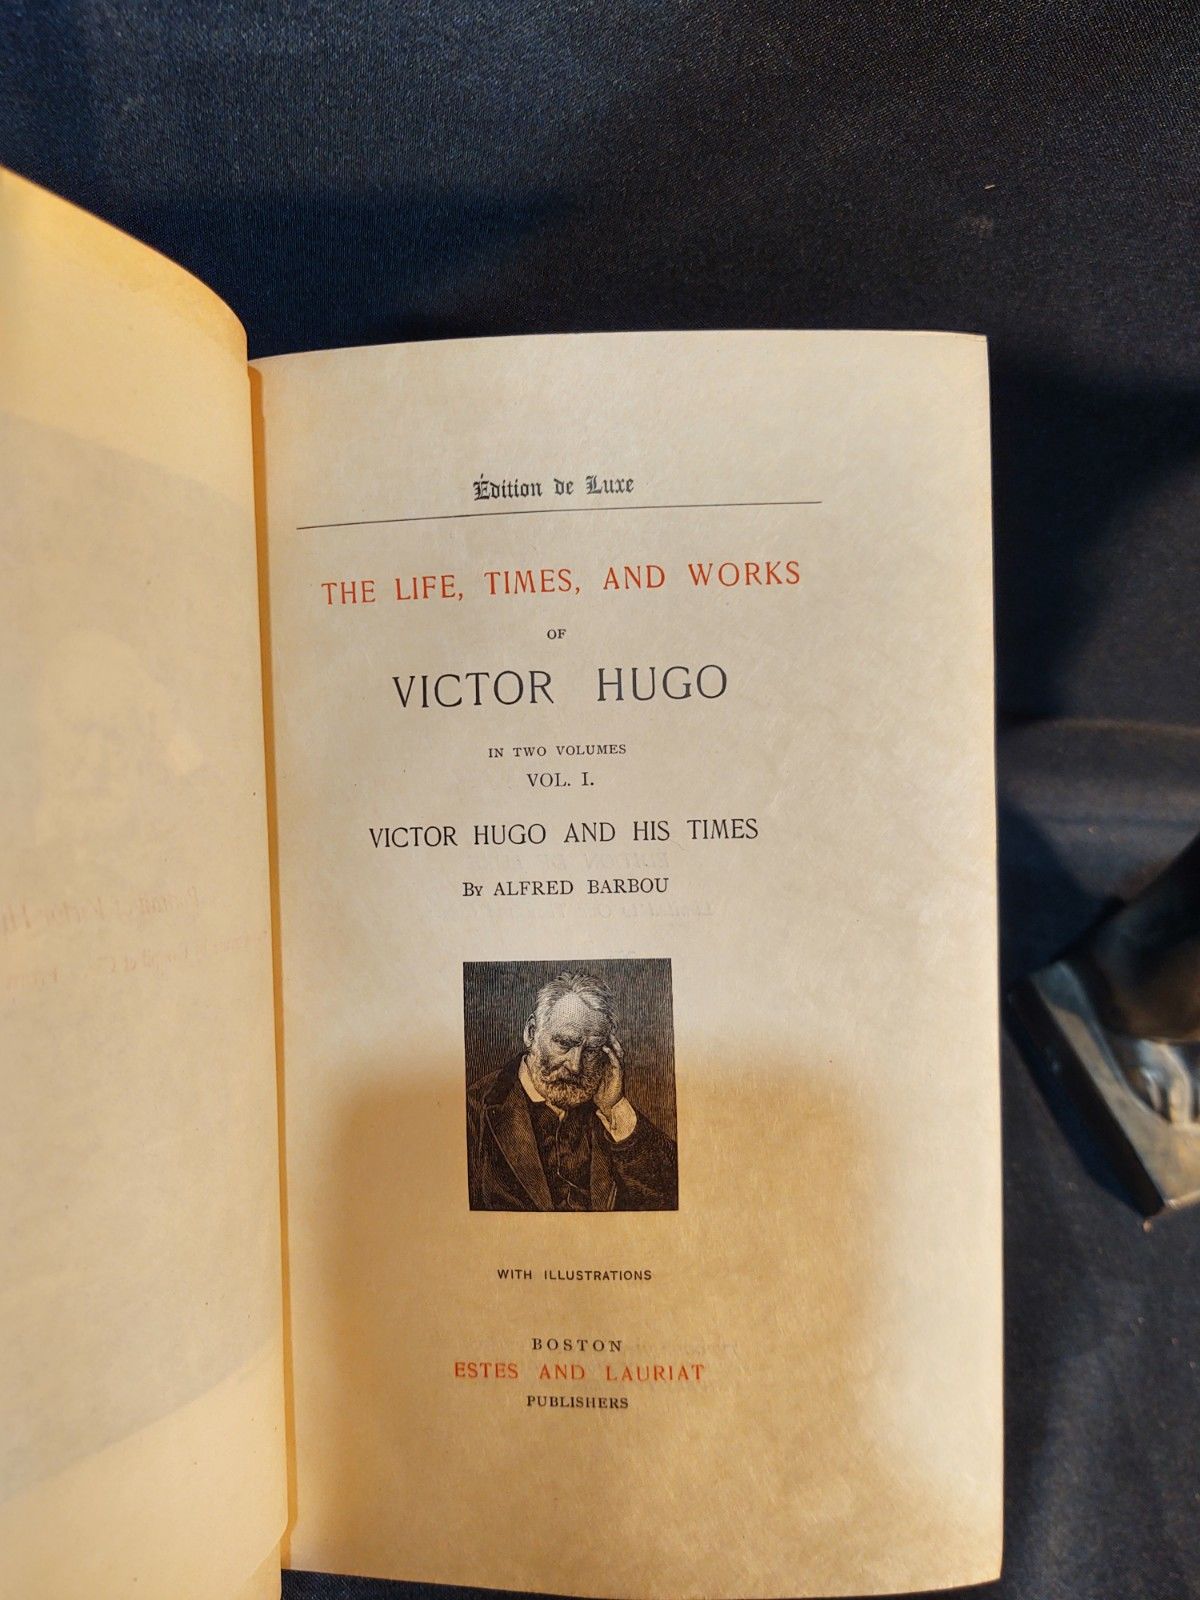 Édition de Luxe
THE LIFE, TIMES, AND WORKS
OF
VICTOR HUGO
IN TWO VOLUMES
VOL. I.
VICTOR HUGO AND HIS TIMES
By ALFRED BARBOU
WITH ILLUSTRATIONS
BOSTON
ESTES AND LAURIAT
PUBLISHERS